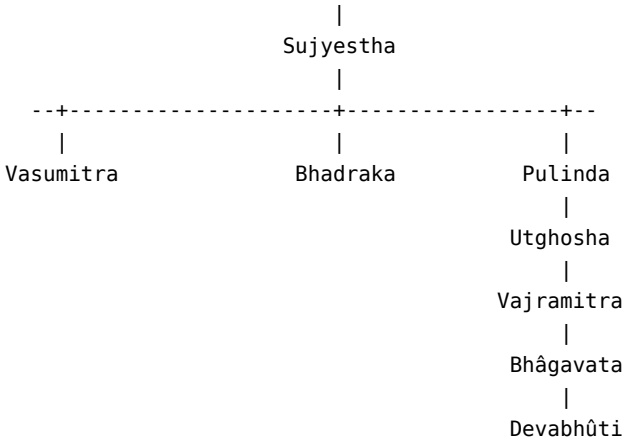 |
Sujyestha
|
--+---------------------+-----------------+--
| | |
Vasumitra Bhadraka Pulinda
|
Utghosha
|
Vajramitra
|
Bhâgavata
|
Devabhûti